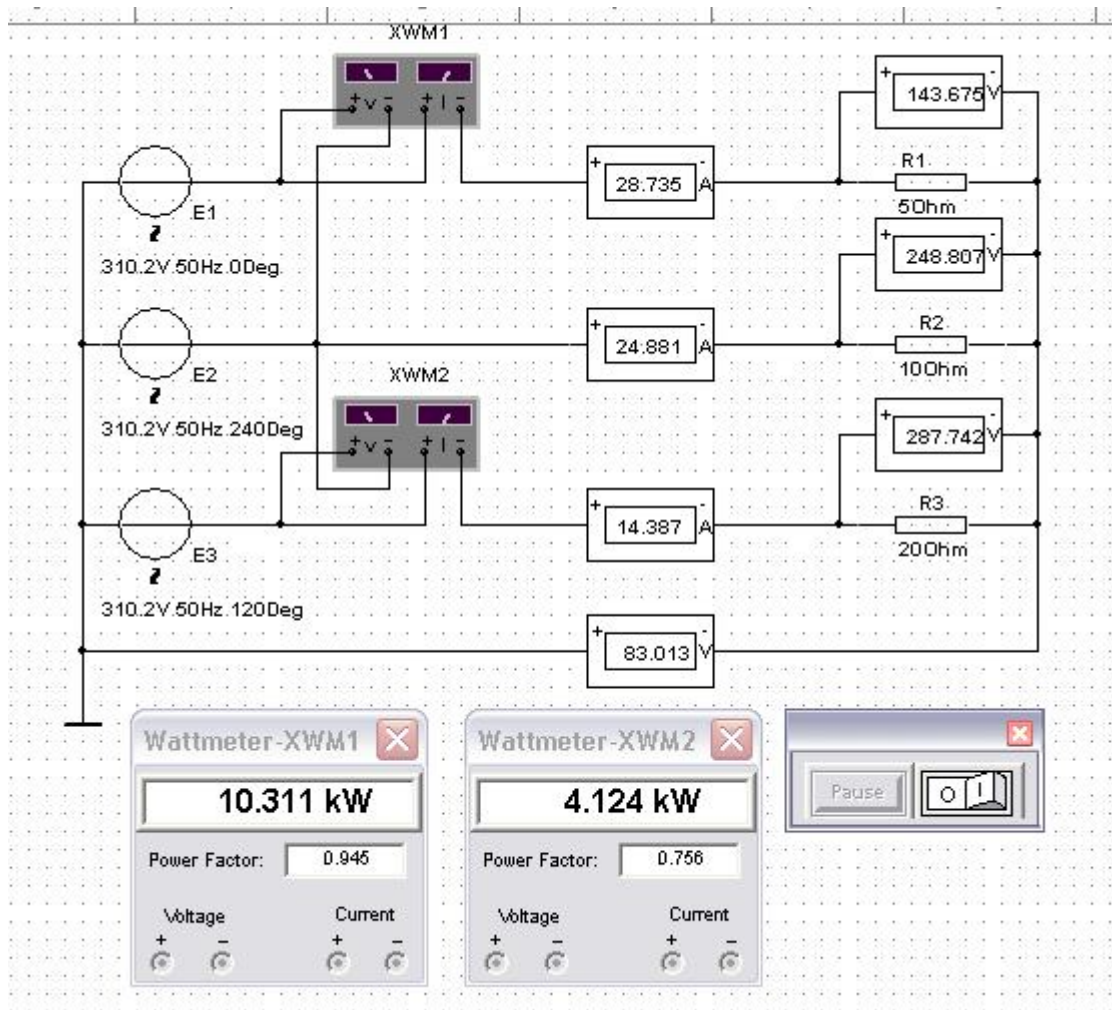 XWM1
+ v - + I -
+ -
143.675 V
R1
5Ohm
+ -
28.735 A
E1
310.2V 50Hz 0Deg
+ -
248.807 V
R2
10Ohm
+ -
24.881 A
E2
310.2V 50Hz 240Deg
XWM2
+ v - + I -
+ -
287.742 V
R3
20Ohm
+ -
14.387 A
E3
310.2V 50Hz 120Deg
+ -
83.013 V
Wattmeter-XWM1
10.311 kW
Power Factor: 0.945
Voltage Current
+ - + -
Wattmeter-XWM2
4.124 kW
Power Factor: 0.756
Voltage Current
+ - + -
Pause
O I